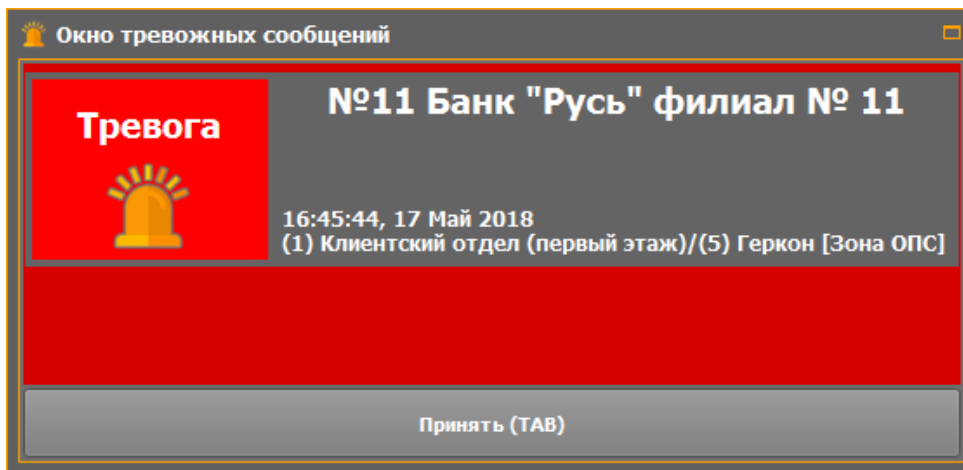 Окно тревожных сообщений
Тревога
№11 Банк "Русь" филиал № 11
16:45:44, 17 Май 2018
(1) Клиентский отдел (первый этаж)/(5) Геркон [Зона ОПС]
Принять (TAB)